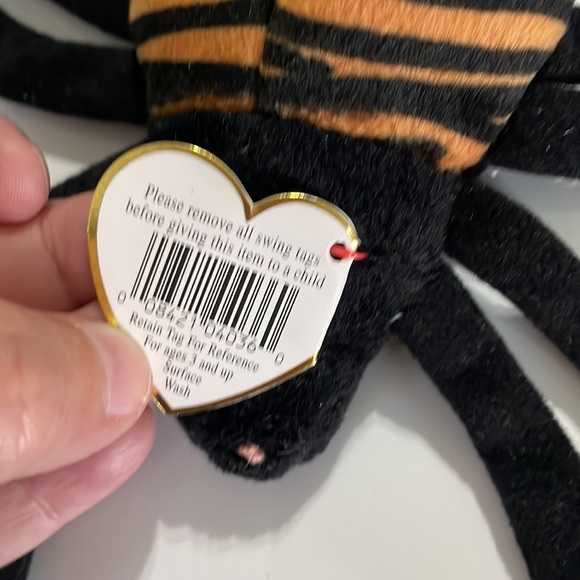 Please remove all swing tags
before giving this item to a child
0 08421 04036 0
Retain Tag For Reference
For ages 3 and up
Surface
Wash